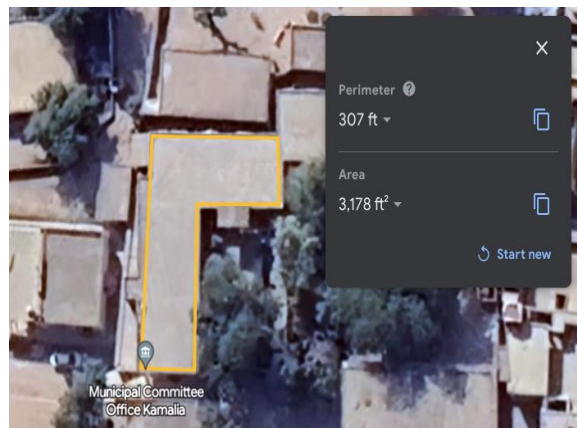 Perimeter ?
307 ft
Area
3,178 ft²
Start new
Municipal Committee
Office Kamalia